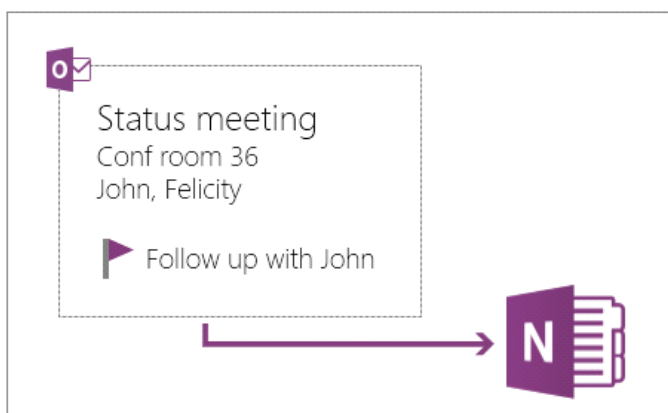 O
Status meeting
Conf room 36
John, Felicity
Follow up with John
N